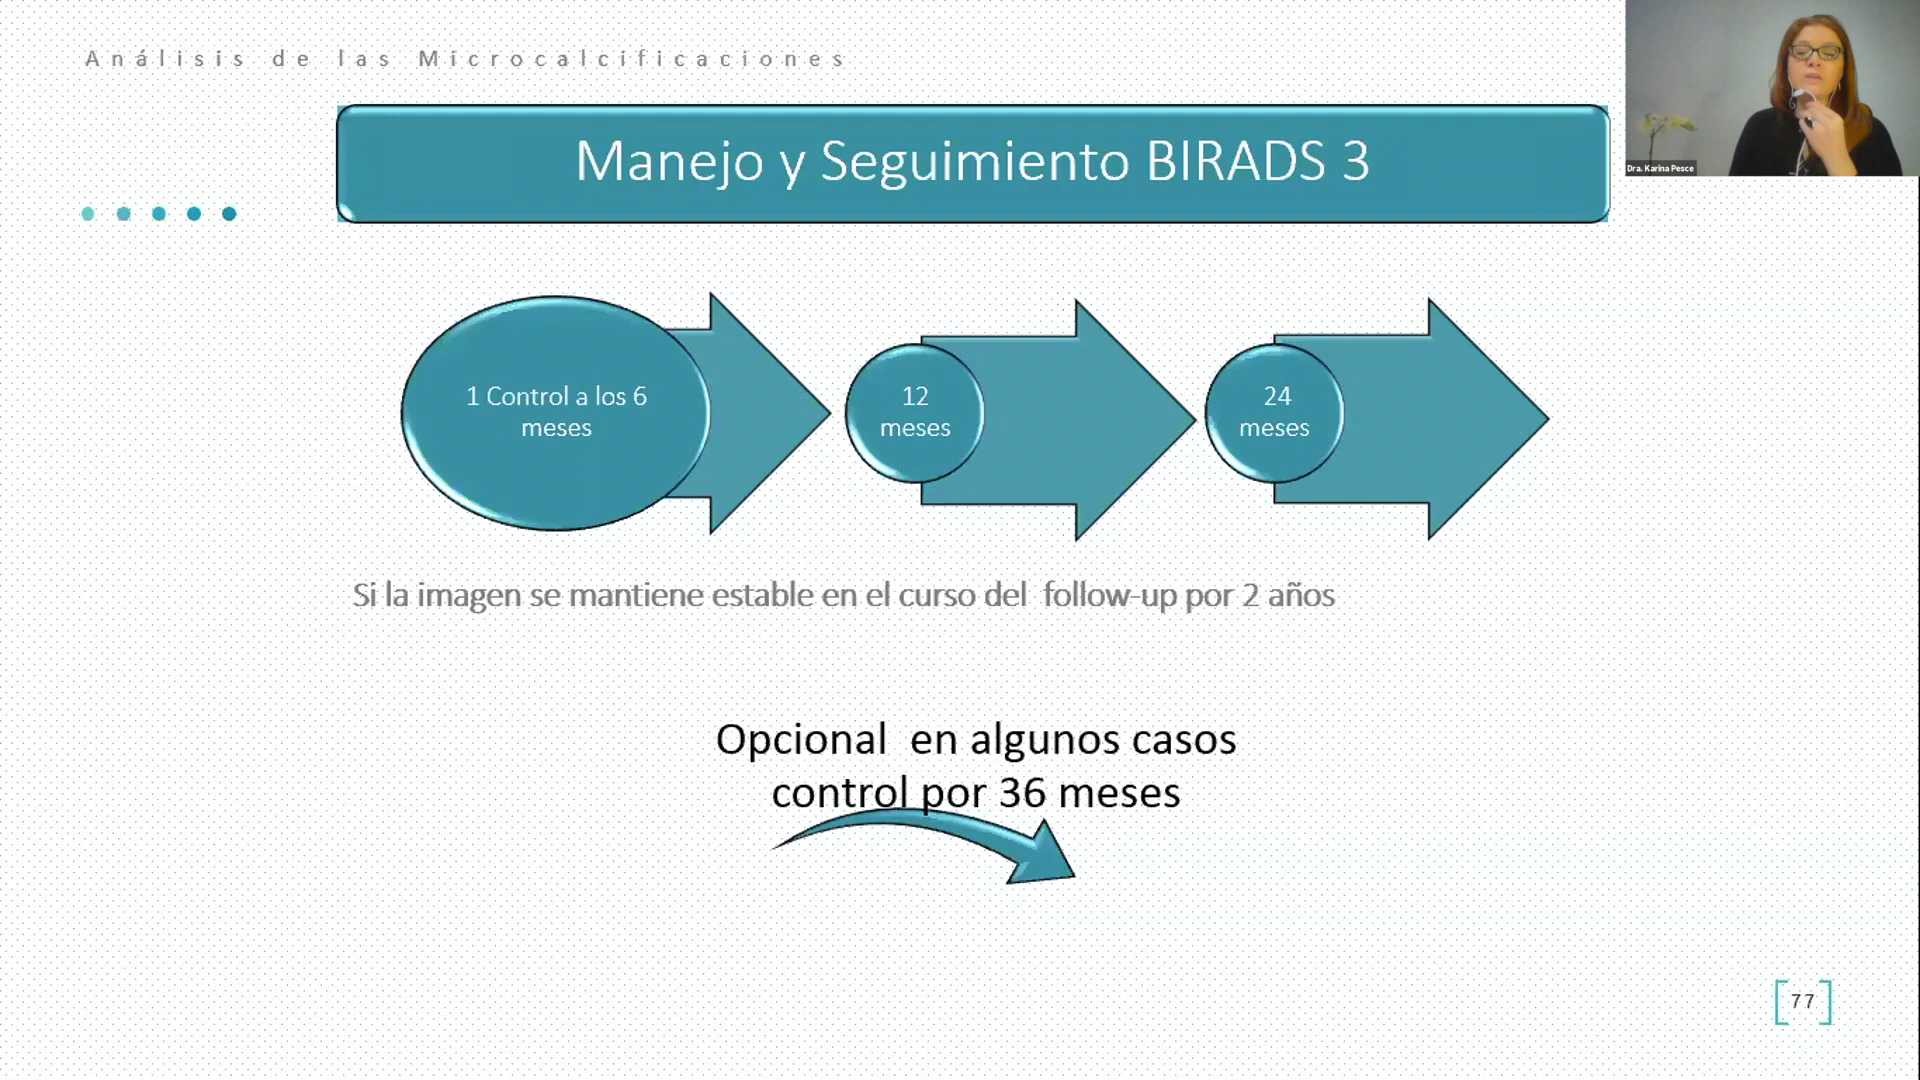 Análisis de las Microcalcificaciones
Manejo y Seguimiento BIRADS 3
Dra. Karina Pesce
1 Control a los 6
meses
12
meses
24
meses
Si la imagen se mantiene estable en el curso del follow-up por 2 años
Opcional en algunos casos
control por 36 meses
77